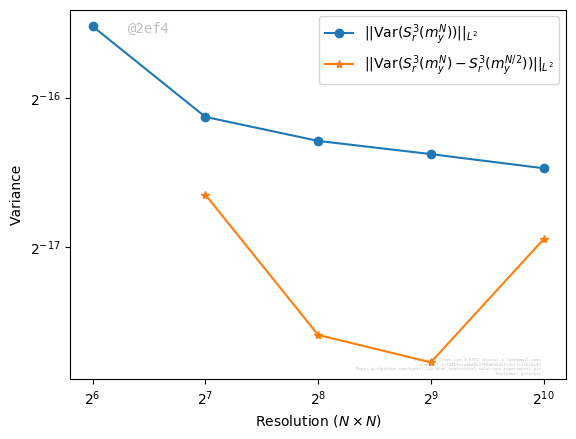 @2ef4
||Var(S_r^3(m_y^N))||_{L^2}
||Var(S_r^3(m_y^N) − S_r^3(m_y^{N/2}))||_{L^2}
2^{−16}
Variance
2^{−17}
2^6 2^7 2^8 2^9 2^{10}
Resolution (N × N)